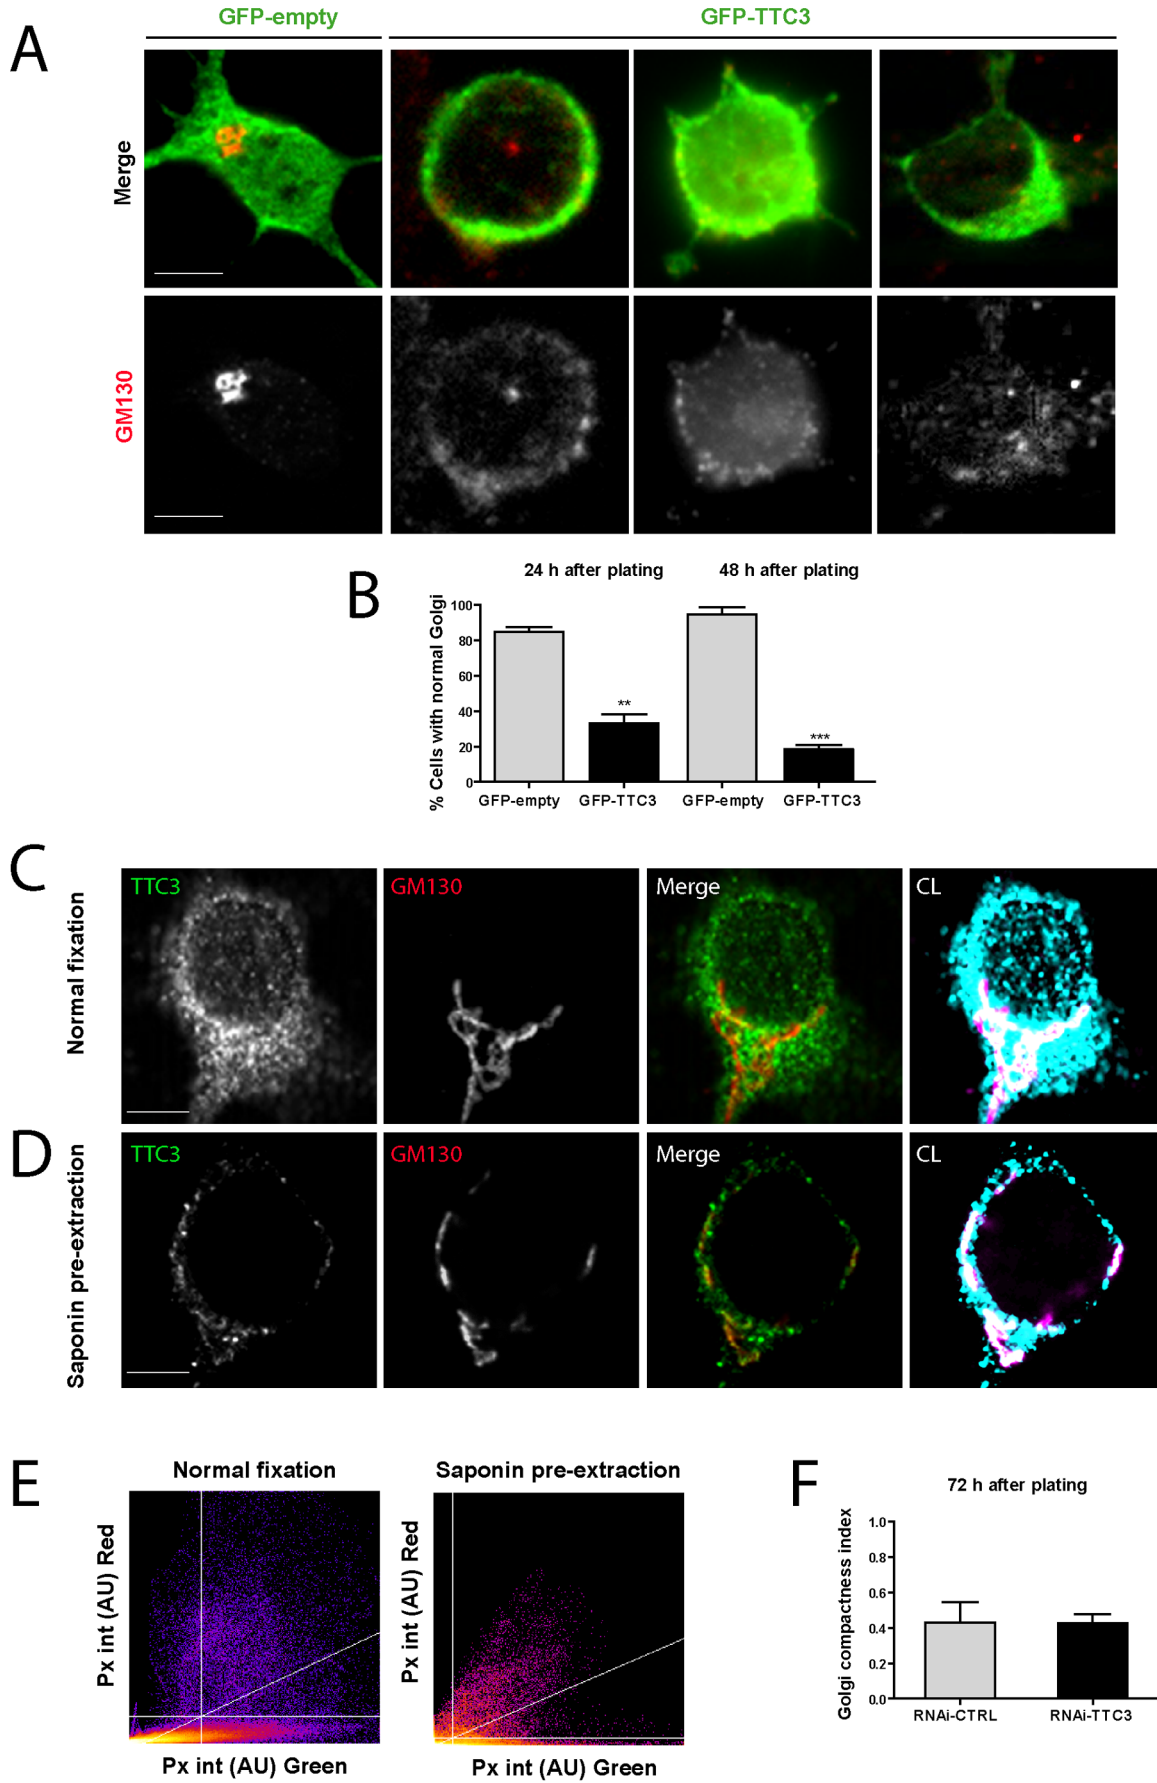 A
GFP-empty
GFP-TTC3
Merge
GM130
B
24 h after plating
48 h after plating
% Cells with normal Golgi
100
80
60
40
20
0
**
***
GFP-empty
GFP-TTC3
GFP-empty
GFP-TTC3
C
Normal fixation
TTC3
GM130
Merge
CL
D
Saponin pre-extraction
TTC3
GM130
Merge
CL
E
Normal fixation
Px int (AU) Red
Px int (AU) Green
Saponin pre-extraction
Px int (AU) Red
Px int (AU) Green
F
72 h after plating
Golgi compactness index
1.0
0.8
0.6
0.4
0.2
0.0
RNAi-CTRL
RNAi-TTC3